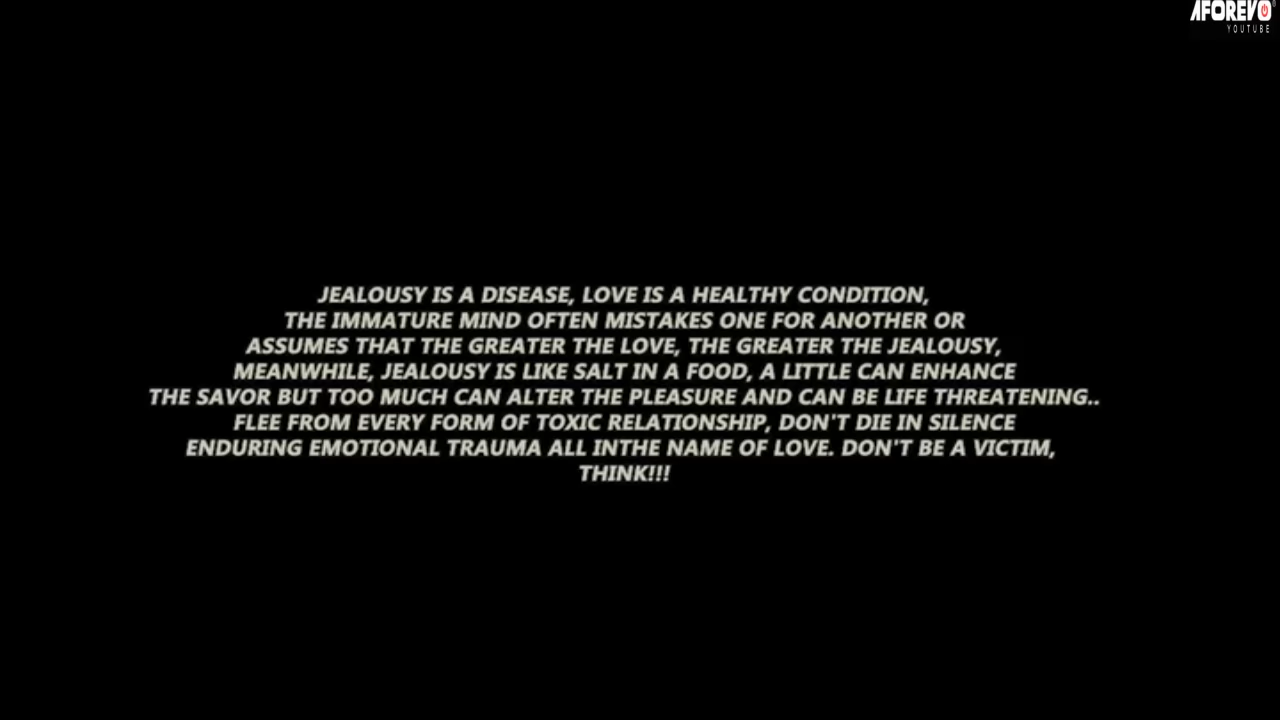 AFOREVO
YOUTUBE
JEALOUSY IS A DISEASE, LOVE IS A HEALTHY CONDITION,
THE IMMATURE MIND OFTEN MISTAKES ONE FOR ANOTHER OR
ASSUMES THAT THE GREATER THE LOVE, THE GREATER THE JEALOUSY,
MEANWHILE, JEALOUSY IS LIKE SALT IN A FOOD, A LITTLE CAN ENHANCE
THE SAVOR BUT TOO MUCH CAN ALTER THE PLEASURE AND CAN BE LIFE THREATENING..
FLEE FROM EVERY FORM OF TOXIC RELATIONSHIP, DON'T DIE IN SILENCE
ENDURING EMOTIONAL TRAUMA ALL INTHE NAME OF LOVE. DON'T BE A VICTIM,
THINK!!!